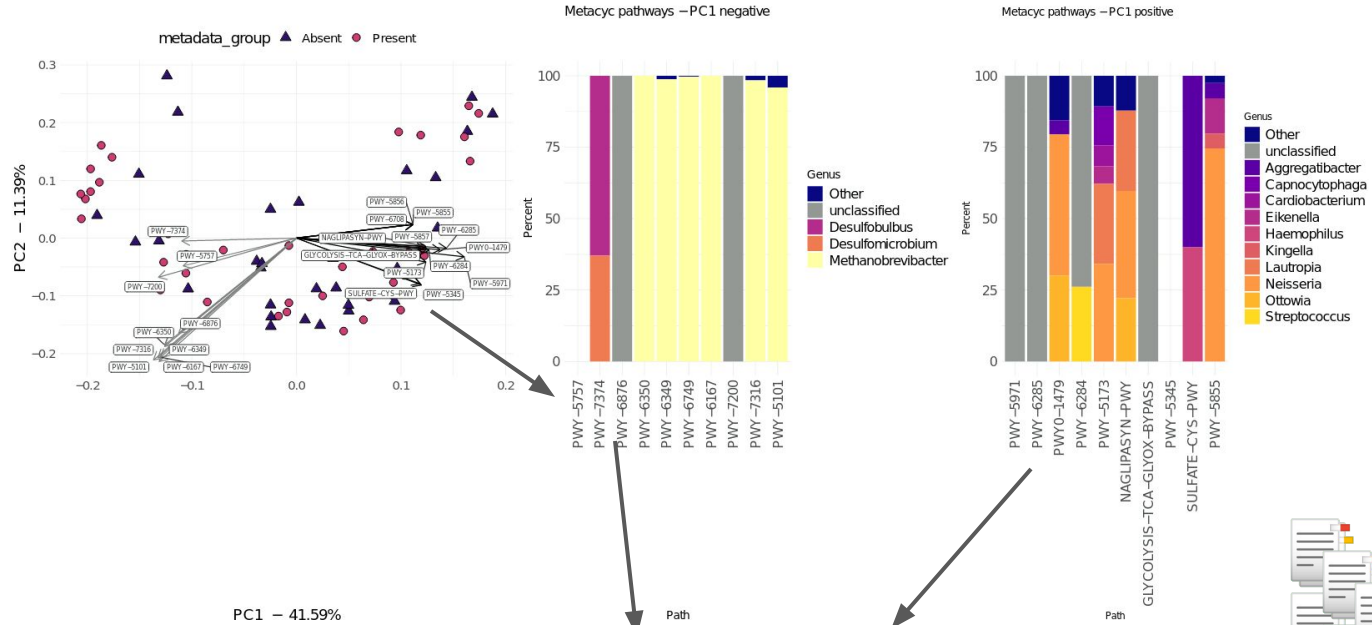 Metacyc pathways −PC1 negative
Metacyc pathways −PC1 positive
metadata_group Absent Present
0.3
0.2
0.1
0.0
−0.1
−0.2
PC2 − 11.39%
−0.2 −0.1 0.0 0.1 0.2
PC1 − 41.59%
PWY−5856
PWY−5855
PWY−6708
PWY−6285
PWY−7374
NAGLIPASYN−PWY
PWY−5857
PWY0−1479
PWY−5757
GLYCOLYSIS−TCA−GLYOX−BYPASS
PWY−6284
PWY−5173
PWY−7200
PWY−5971
SULFATE−CYS−PWY
PWY−5345
PWY−6876
PWY−6350
PWY−7316
PWY−6349
PWY−5101
PWY−6167
PWY−6749
Percent
100
75
50
25
0
PWY−5757
PWY−7374
PWY−6876
PWY−6350
PWY−6349
PWY−6749
PWY−6167
PWY−7200
PWY−7316
PWY−5101
Path
Genus
Other
unclassified
Desulfobulbus
Desulfomicrobium
Methanobrevibacter
Percent
100
75
50
25
0
PWY−5971
PWY−6285
PWY0−1479
PWY−6284
PWY−5173
NAGLIPASYN−PWY
GLYCOLYSIS−TCA−GLYOX−BYPASS
PWY−5345
SULFATE−CYS−PWY
PWY−5855
Path
Genus
Other
unclassified
Aggregatibacter
Capnocytophaga
Cardiobacterium
Eikenella
Haemophilus
Kingella
Lautropia
Neisseria
Ottowia
Streptococcus